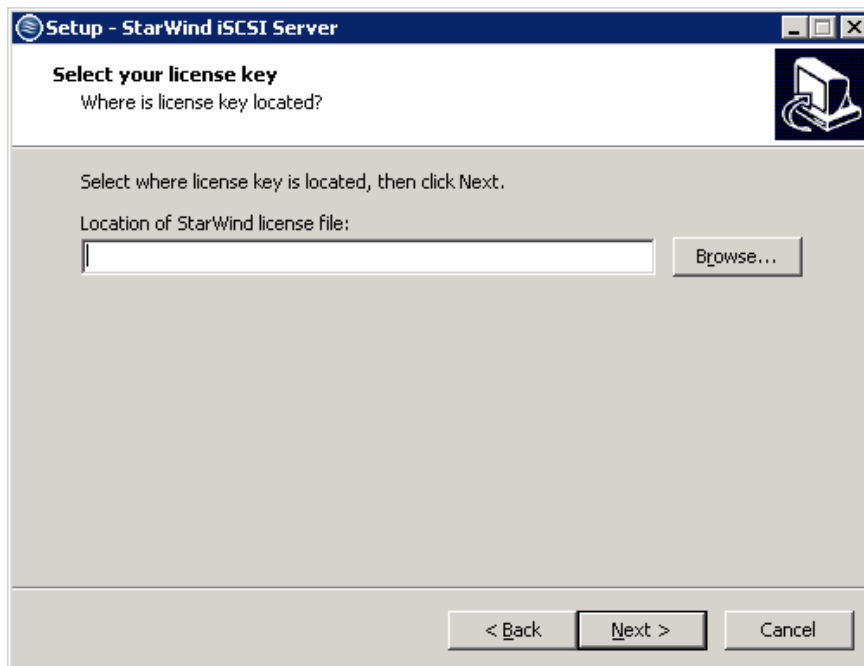 Setup - StarWind iSCSI Server
Select your license key
Where is license key located?
Select where license key is located, then click Next.
Location of StarWind license file:
Browse...
< Back
Next >
Cancel